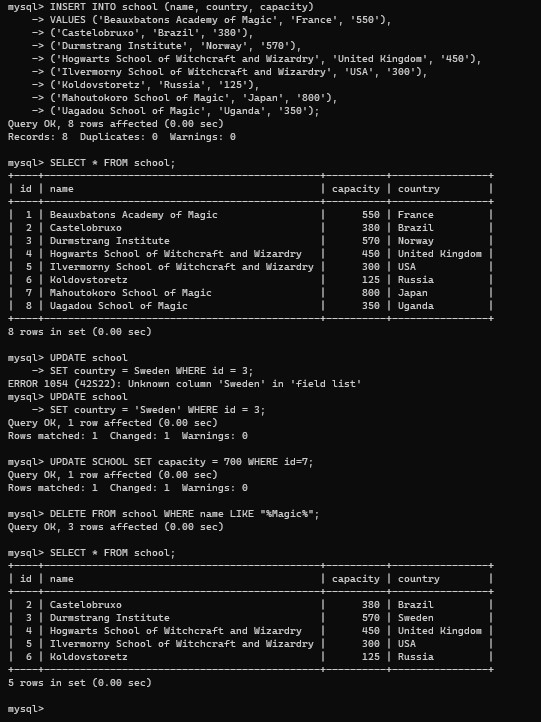 mysql> INSERT INTO school (name, country, capacity)
    -> VALUES ('Beauxbatons Academy of Magic', 'France', '550'),
    -> ('Castelobruxo', 'Brazil', '380'),
    -> ('Durmstrang Institute', 'Norway', '570'),
    -> ('Hogwarts School of Witchcraft and Wizardry', 'United Kingdom', '450'),
    -> ('Ilvermorny School of Witchcraft and Wizardry', 'USA', '300'),
    -> ('Koldovstoretz', 'Russia', '125'),
    -> ('Mahoutokoro School of Magic', 'Japan', '800'),
    -> ('Uagadou School of Magic', 'Uganda', '350');
Query OK, 8 rows affected (0.00 sec)
Records: 8  Duplicates: 0  Warnings: 0

mysql> SELECT * FROM school;
+----+----------------------------------------------+----------+----------------+
| id | name                                         | capacity | country        |
+----+----------------------------------------------+----------+----------------+
|  1 | Beauxbatons Academy of Magic                 |      550 | France         |
|  2 | Castelobruxo                                 |      380 | Brazil         |
|  3 | Durmstrang Institute                         |      570 | Norway         |
|  4 | Hogwarts School of Witchcraft and Wizardry   |      450 | United Kingdom |
|  5 | Ilvermorny School of Witchcraft and Wizardry |      300 | USA            |
|  6 | Koldovstoretz                                |      125 | Russia         |
|  7 | Mahoutokoro School of Magic                  |      800 | Japan          |
|  8 | Uagadou School of Magic                      |      350 | Uganda         |
+----+----------------------------------------------+----------+----------------+
8 rows in set (0.00 sec)

mysql> UPDATE school
    -> SET country = Sweden WHERE id = 3;
ERROR 1054 (42S22): Unknown column 'Sweden' in 'field list'
mysql> UPDATE school
    -> SET country = 'Sweden' WHERE id = 3;
Query OK, 1 row affected (0.00 sec)
Rows matched: 1  Changed: 1  Warnings: 0

mysql> UPDATE SCHOOL SET capacity = 700 WHERE id=7;
Query OK, 1 row affected (0.00 sec)
Rows matched: 1  Changed: 1  Warnings: 0

mysql> DELETE FROM school WHERE name LIKE "%Magic%";
Query OK, 3 rows affected (0.00 sec)

mysql> SELECT * FROM school;
+----+----------------------------------------------+----------+----------------+
| id | name                                         | capacity | country        |
+----+----------------------------------------------+----------+----------------+
|  2 | Castelobruxo                                 |      380 | Brazil         |
|  3 | Durmstrang Institute                         |      570 | Sweden         |
|  4 | Hogwarts School of Witchcraft and Wizardry   |      450 | United Kingdom |
|  5 | Ilvermorny School of Witchcraft and Wizardry |      300 | USA            |
|  6 | Koldovstoretz                                |      125 | Russia         |
+----+----------------------------------------------+----------+----------------+
5 rows in set (0.00 sec)

mysql>